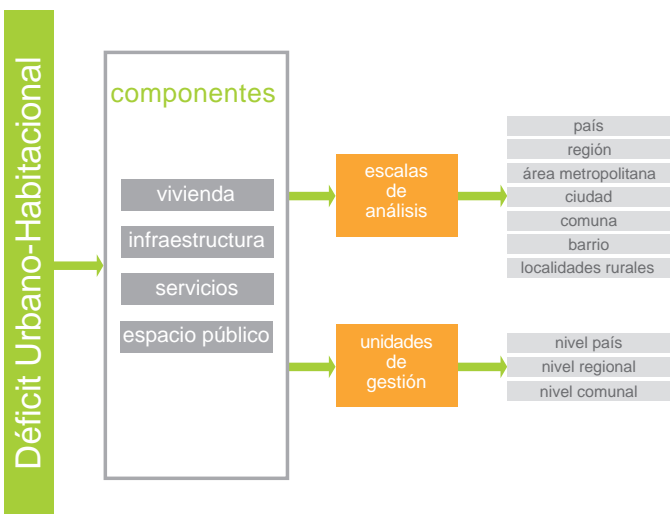 Déficit Urbano-Habitacional
componentes
vivienda
infraestructura
servicios
espacio público
escalas
de
análisis
país
región
área metropolitana
ciudad
comuna
barrio
localidades rurales
unidades
de
gestión
nivel país
nivel regional
nivel comunal